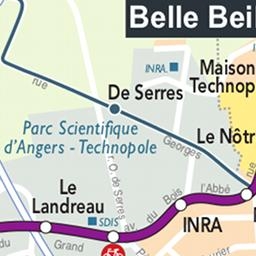 Belle Bei
INRA
Maison
Technop
De Serres
rue
Parc Scientifique
d'Angers - Technopole
Le Nôtr
Georges
r. O. de Serres
Le
Landreau
SDIS
av. du Bois
l'Abbé
INRA
Grand